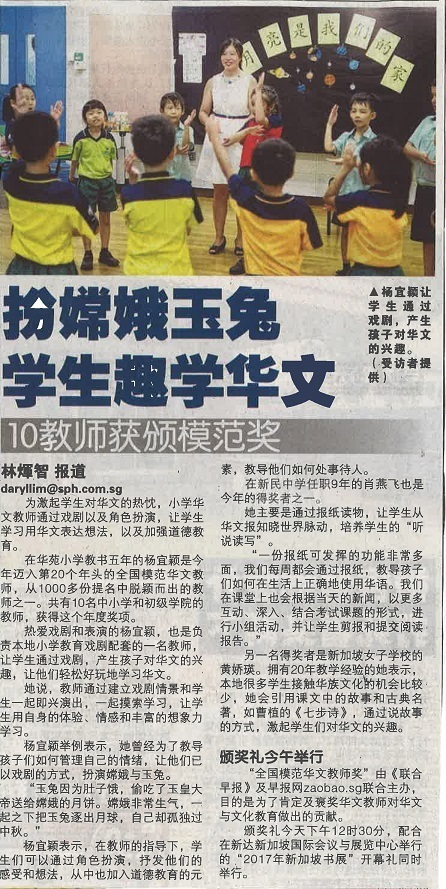 月亮是我们的家
▲杨宜颖让
学生通过
戏剧，产生
孩子对华文
的兴趣。
（受访者提
供）
扮嫦娥玉兔
学生趣学华文
10教师获颁模范奖
林煇智 报道
daryllim@sph.com.sg
为激起学生对华文的热忱，小学华
文教师通过戏剧以及角色扮演，让学生
学习用华文表达想法，以及加强道德教
育。
在华苑小学教书五年的杨宜颖是今
年迈入第20个年头的全国模范华文教
师，从1000多份提名中脱颖而出的教
师之一。共有10名中小学和初级学院的
教师，获得这个年度奖项。
热爱戏剧和表演的杨宜颖，也是负
责本地小学教育戏剧配套的一名教师，
让学生通过戏剧，产生孩子对华文的兴
趣，让他们轻松好玩地学习华文。
她说，教师通过建立戏剧情景和学
生一起即兴演出，一起摸索学习，让学
生用自身的体验、情感和丰富的想象力
学习。
杨宜颖举例表示，她曾经为了教导
孩子们如何管理自己的情绪，让他们已
以戏剧的方式，扮演嫦娥与玉兔。
“玉兔因为肚子饿，偷吃了玉皇大
帝送给嫦娥的月饼。嫦娥非常生气，一
起之下把玉兔逐出月球，自己却孤独过
中秋。”
杨宜颖表示，在教师的指导下，学
生们可以通过角色扮演，抒发他们的
感受和想法，从中也加入道德教育的元
素，教导他们如何处事待人。
在新民中学任职9年的肖燕飞也是
今年的得奖者之一。
她主要是通过报纸读物，让学生从
华文报知晓世界脉动，培养学生的“听
说读写”。
“一份报纸可发挥的功能非常多
面，我们每周都会通过报纸，教导孩子
们如何在生活上正确地使用华语。我们
在课堂上也会根据当天的新闻，以更多
互动、深入、结合考试课题的形式，进
行小组活动，并让学生剪报和提交阅读
报告。”
另一名得奖者是新加坡女子学校的
黄娇瑛。拥有20年教学经验的她表示，
本地很多学生接触华族文化的机会比较
少，她会引用课文中的故事和古典名
著，如曹植的《七步诗》，通过说故事
的方式，激起学生们对华文的兴趣。
颁奖礼今午举行
“全国模范华文教师奖”由《联合
早报》及早报网zaobao.sg联合主办，
目的是为了肯定及褒奖华文教师对华文
与文化教育做出的贡献。
颁奖礼今天下午12时30分，配合
在新达新加坡国际会议与展览中心举行
的“2017年新加坡书展”开幕礼同时
举行。